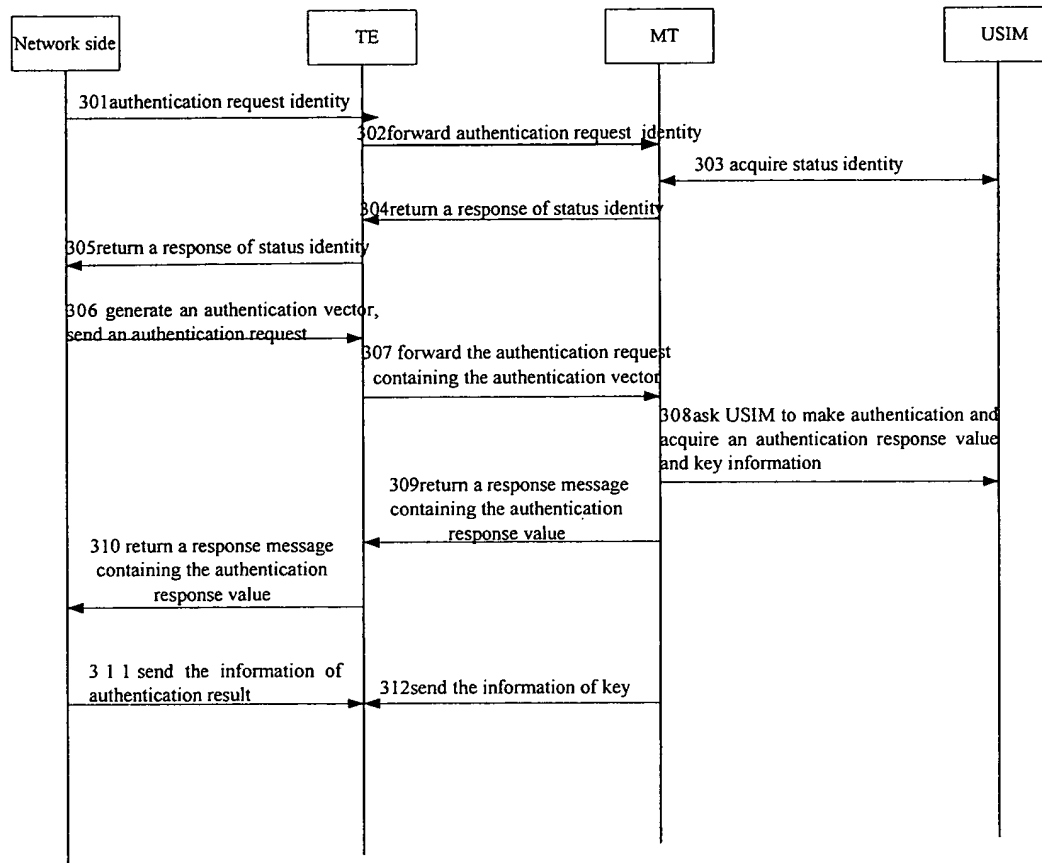 Network side
TE
MT
USIM
301authentication request identity
302forward authentication request identity
303 acquire status identity
304return a response of status identity
305return a response of status identity
306 generate an authentication vector,
send an authentication request
307 forward the authentication request
containing the authentication vector
308ask USIM to make authentication and
acquire an authentication response value
and key information
309return a response message
containing the authentication
response value
310 return a response message
containing the authentication
response value
3 1 1 send the information of
authentication result
312send the information of key